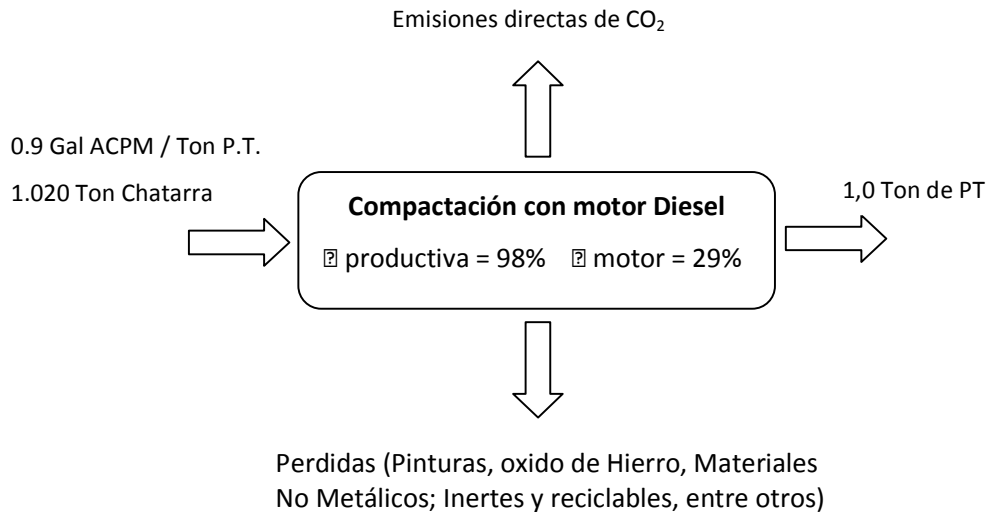 Emisiones directas de CO₂
0.9 Gal ACPM / Ton P.T.
1.020 Ton Chatarra
Compactación con motor Diesel
1,0 Ton de PT
⍰ productiva = 98% ⍰ motor = 29%
Perdidas (Pinturas, oxido de Hierro, Materiales
No Metálicos; Inertes y reciclables, entre otros)